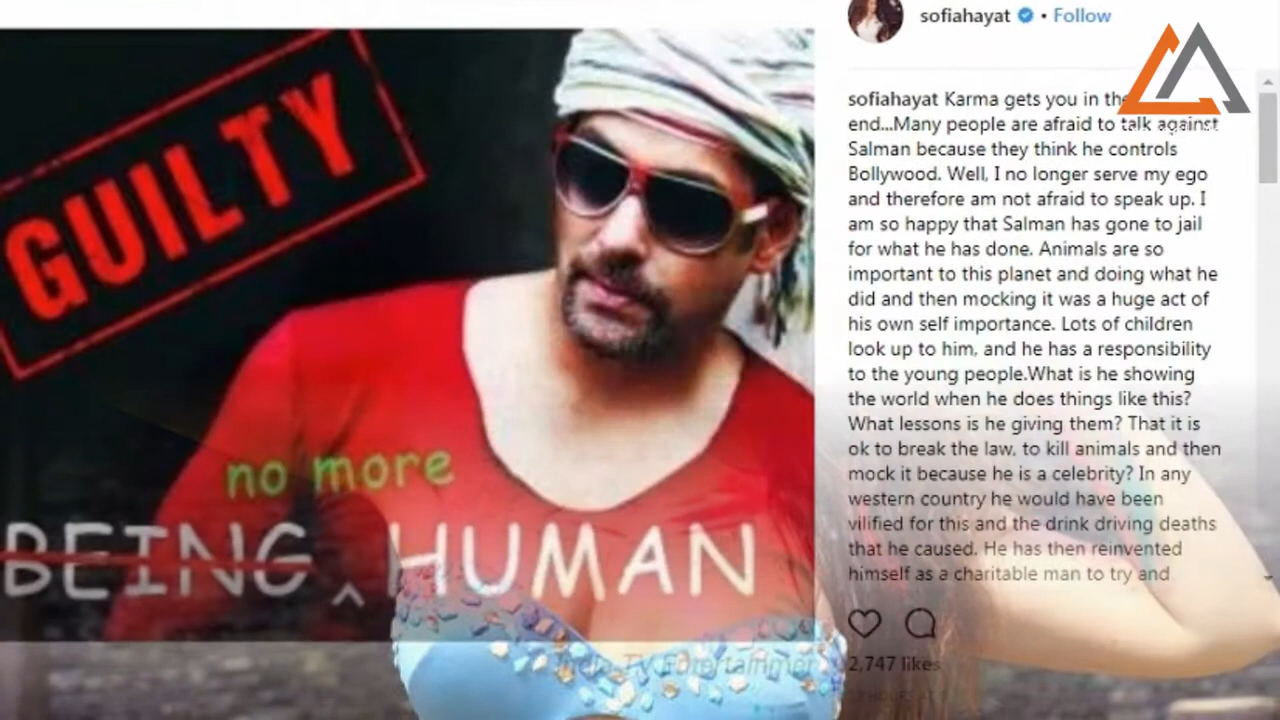 sofiahayat • Follow
GUILTY
no more
BEING ^ HUMAN
sofiahayat Karma gets you in the
end...Many people are afraid to talk against
Salman because they think he controls
Bollywood. Well, I no longer serve my ego
and therefore am not afraid to speak up. I
am so happy that Salman has gone to jail
for what he has done. Animals are so
important to this planet and doing what he
did and then mocking it was a huge act of
his own self importance. Lots of children
look up to him, and he has a responsibility
to the young people.What is he showing
the world when he does things like this?
What lessons is he giving them? That it is
ok to break the law, to kill animals and then
mock it because he is a celebrity? In any
western country he would have been
vilified for this and the drink driving deaths
that he caused. He has then reinvented
himself as a charitable man to try and
2,747 likes
India TV Entertainment